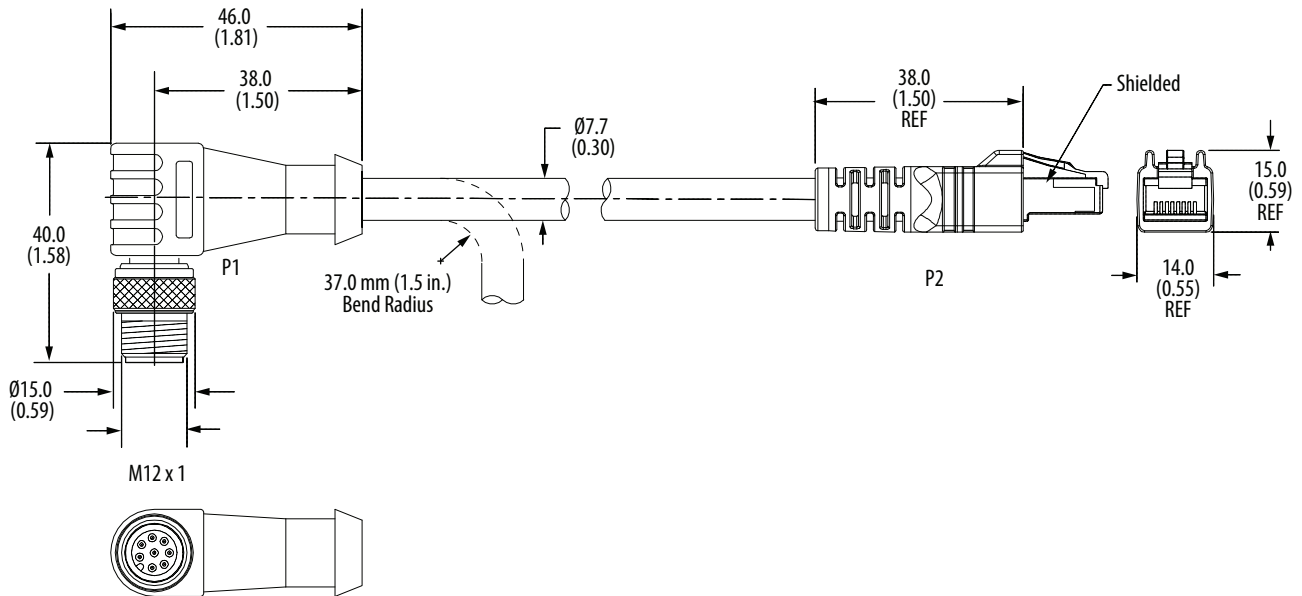 46.0
(1.81)
38.0
(1.50)
38.0
(1.50)
REF
Shielded
Ø7.7
(0.30)
15.0
(0.59)
REF
40.0
(1.58)
P1
37.0 mm (1.5 in.)
Bend Radius
P2
14.0
(0.55)
REF
Ø15.0
(0.59)
M12 x 1